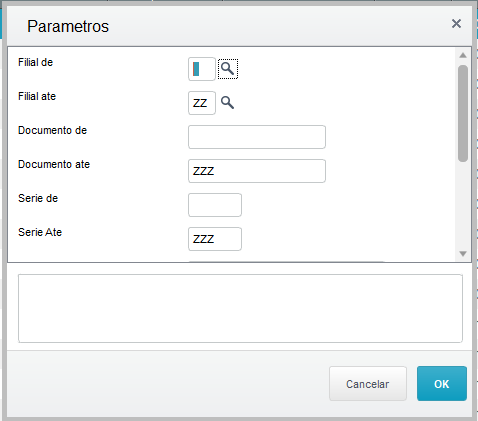 Parametros
Filial de
Filial ate ZZ
Documento de
Documento ate ZZZ
Serie de
Serie Ate ZZZ
Cancelar OK